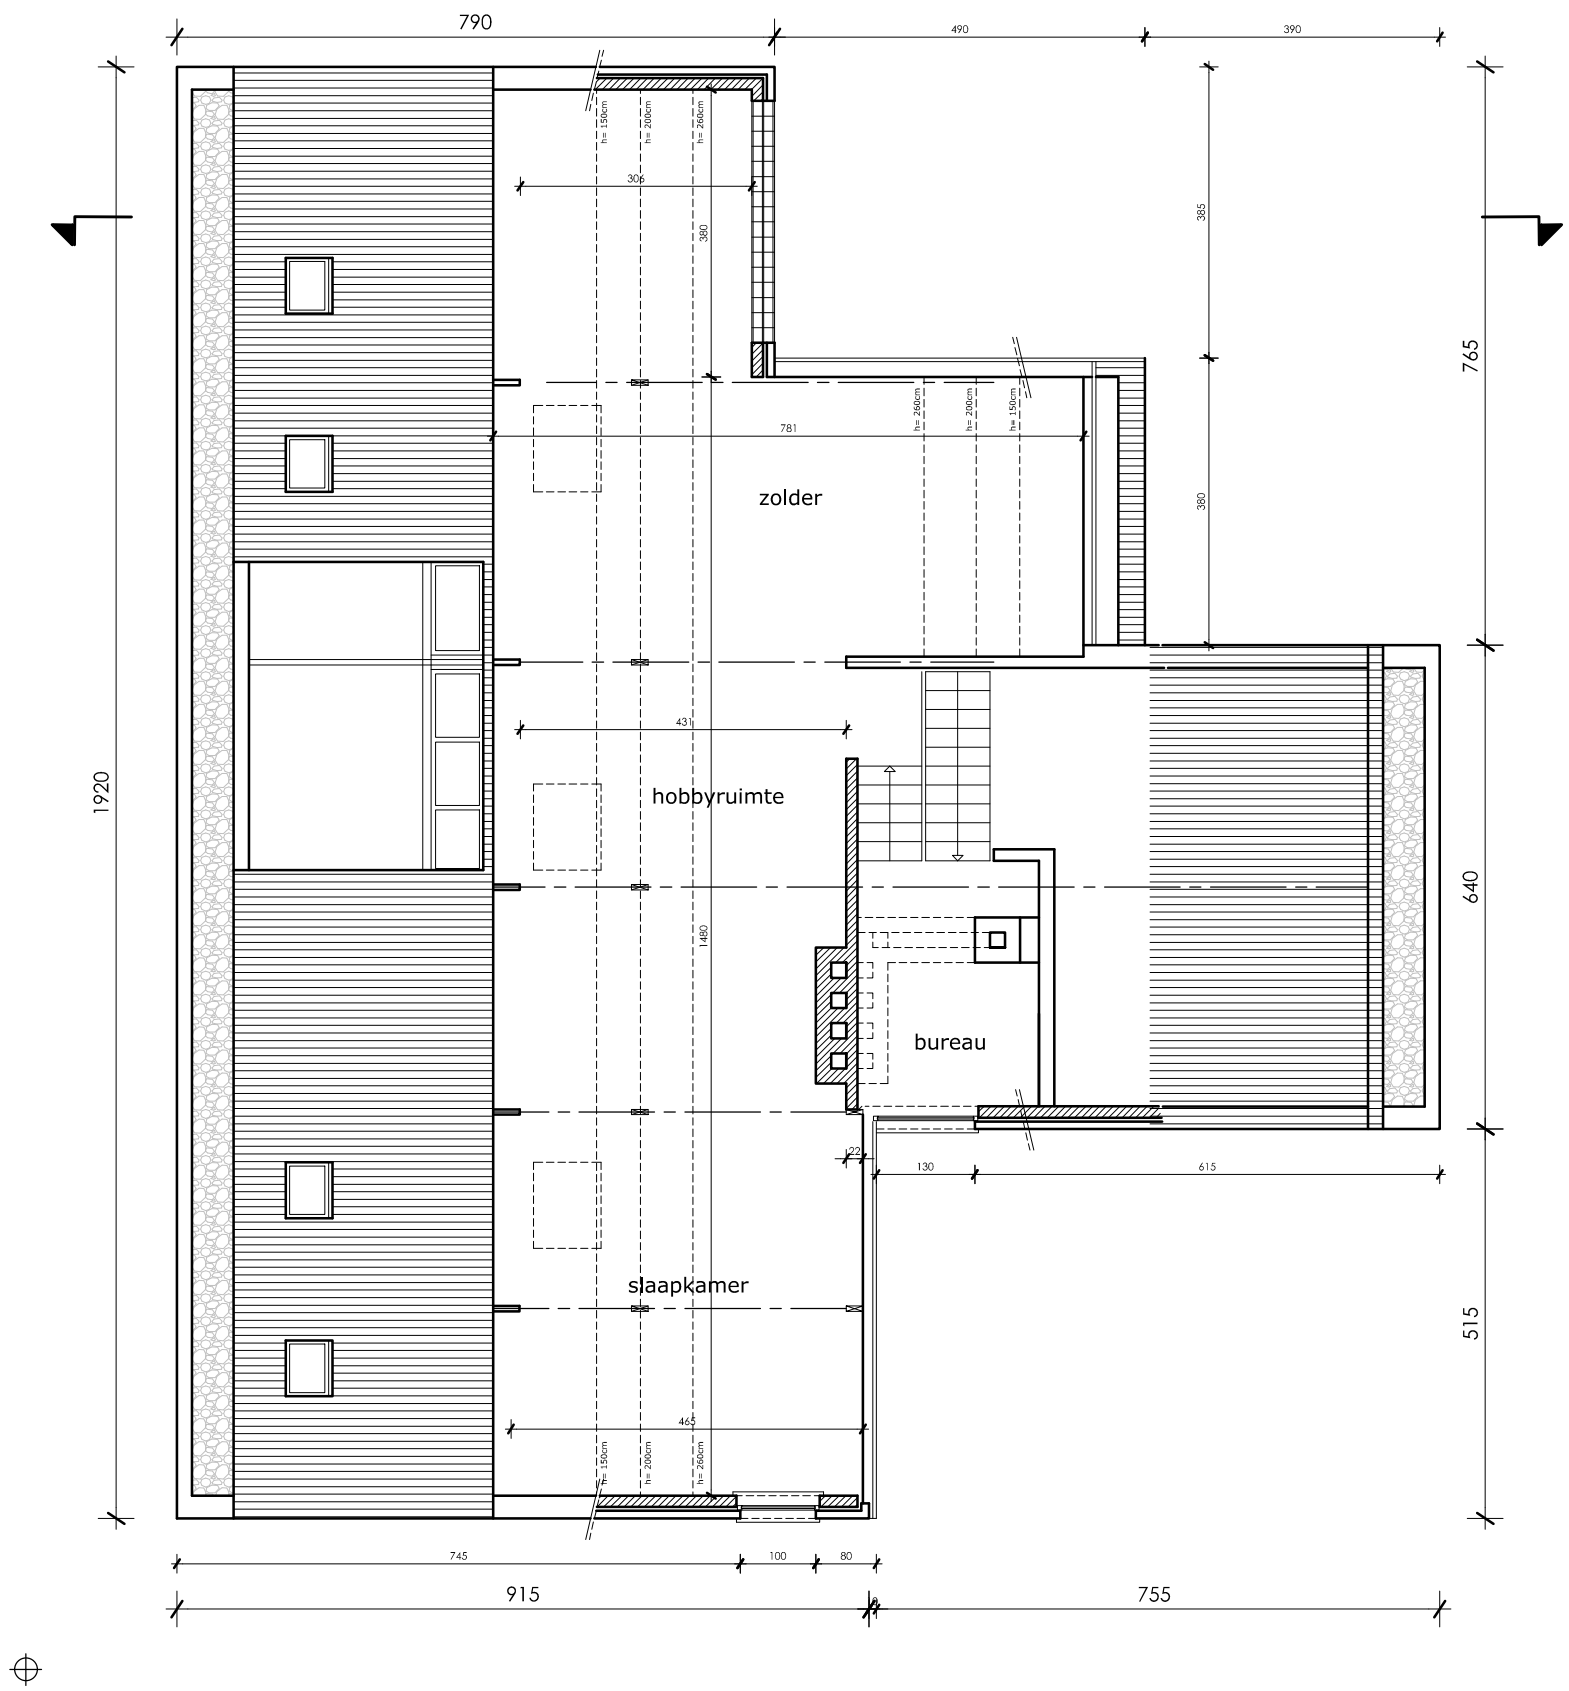 790
490
390
h= 150cm
h= 200cm
h= 260cm
306
385
380
765
h= 260cm
h= 200cm
h= 150cm
781
zolder
380
431
1920
hobbyruimte
640
1480
bureau
22
130
615
slaapkamer
515
465
h= 150cm
h= 200cm
h= 260cm
745
100
80
915
755